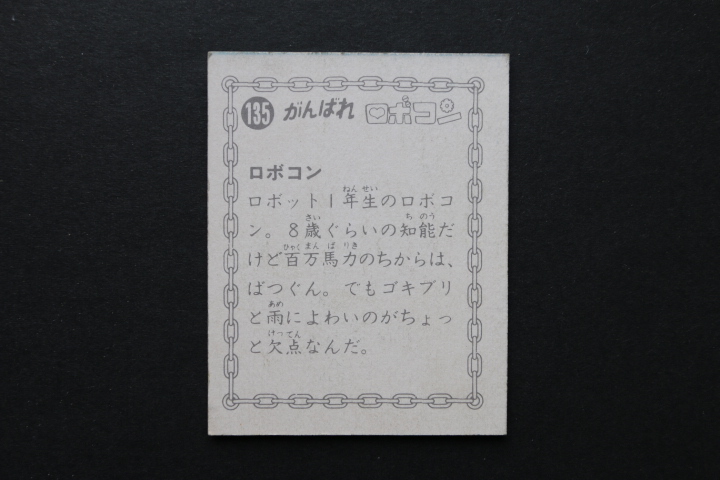 135 がんばれ ロボコン
ロボコン
ロボット1年生のロボコ
ン。8歳ぐらいの知能だ
けど百万馬力のちからは、
ばつぐん。でもゴキブリ
と雨によわいのがちょっ
と欠点なんだ。